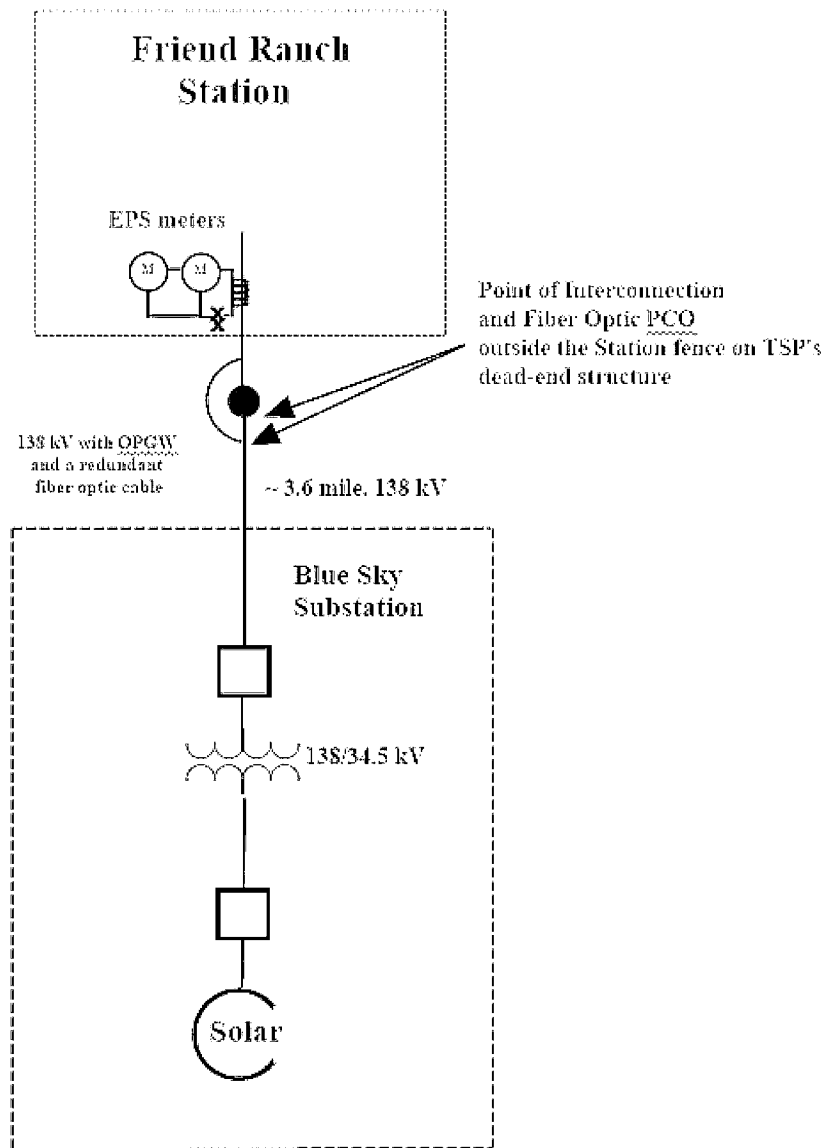 Friend Ranch
Station
EPS meters
M M
Point of Interconnection
and Fiber Optic PCO
outside the Station fence on TSP's
dead-end structure
138 kV with OPGW
and a redundant
fiber optic cable
~ 3.6 mile. 138 kV
Blue Sky
Substation
138/34.5 kV
Solar